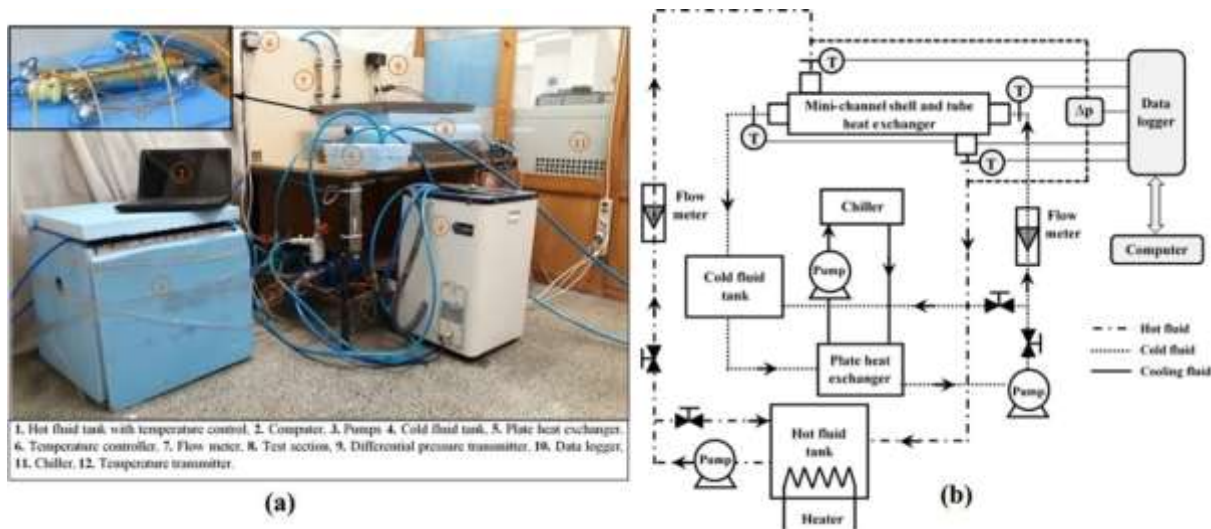 1. Hot fluid tank with temperature control, 2. Computer, 3. Pumps 4. Cold fluid tank, 5. Plate heat exchanger,
6. Temperature controller, 7. Flow meter, 8. Test section, 9. Differential pressure transmitter, 10. Data logger,
11. Chiller, 12. Temperature transmitter.
(a)
T
Mini-channel shell and tube
heat exchanger
T
T
T
Δp
Data
logger
Computer
Flow
meter
Flow
meter
Chiller
Pump
Cold fluid
tank
Plate heat
exchanger
Pump
Hot fluid
Cold fluid
Cooling fluid
Hot fluid
tank
Pump
Heater
(b)